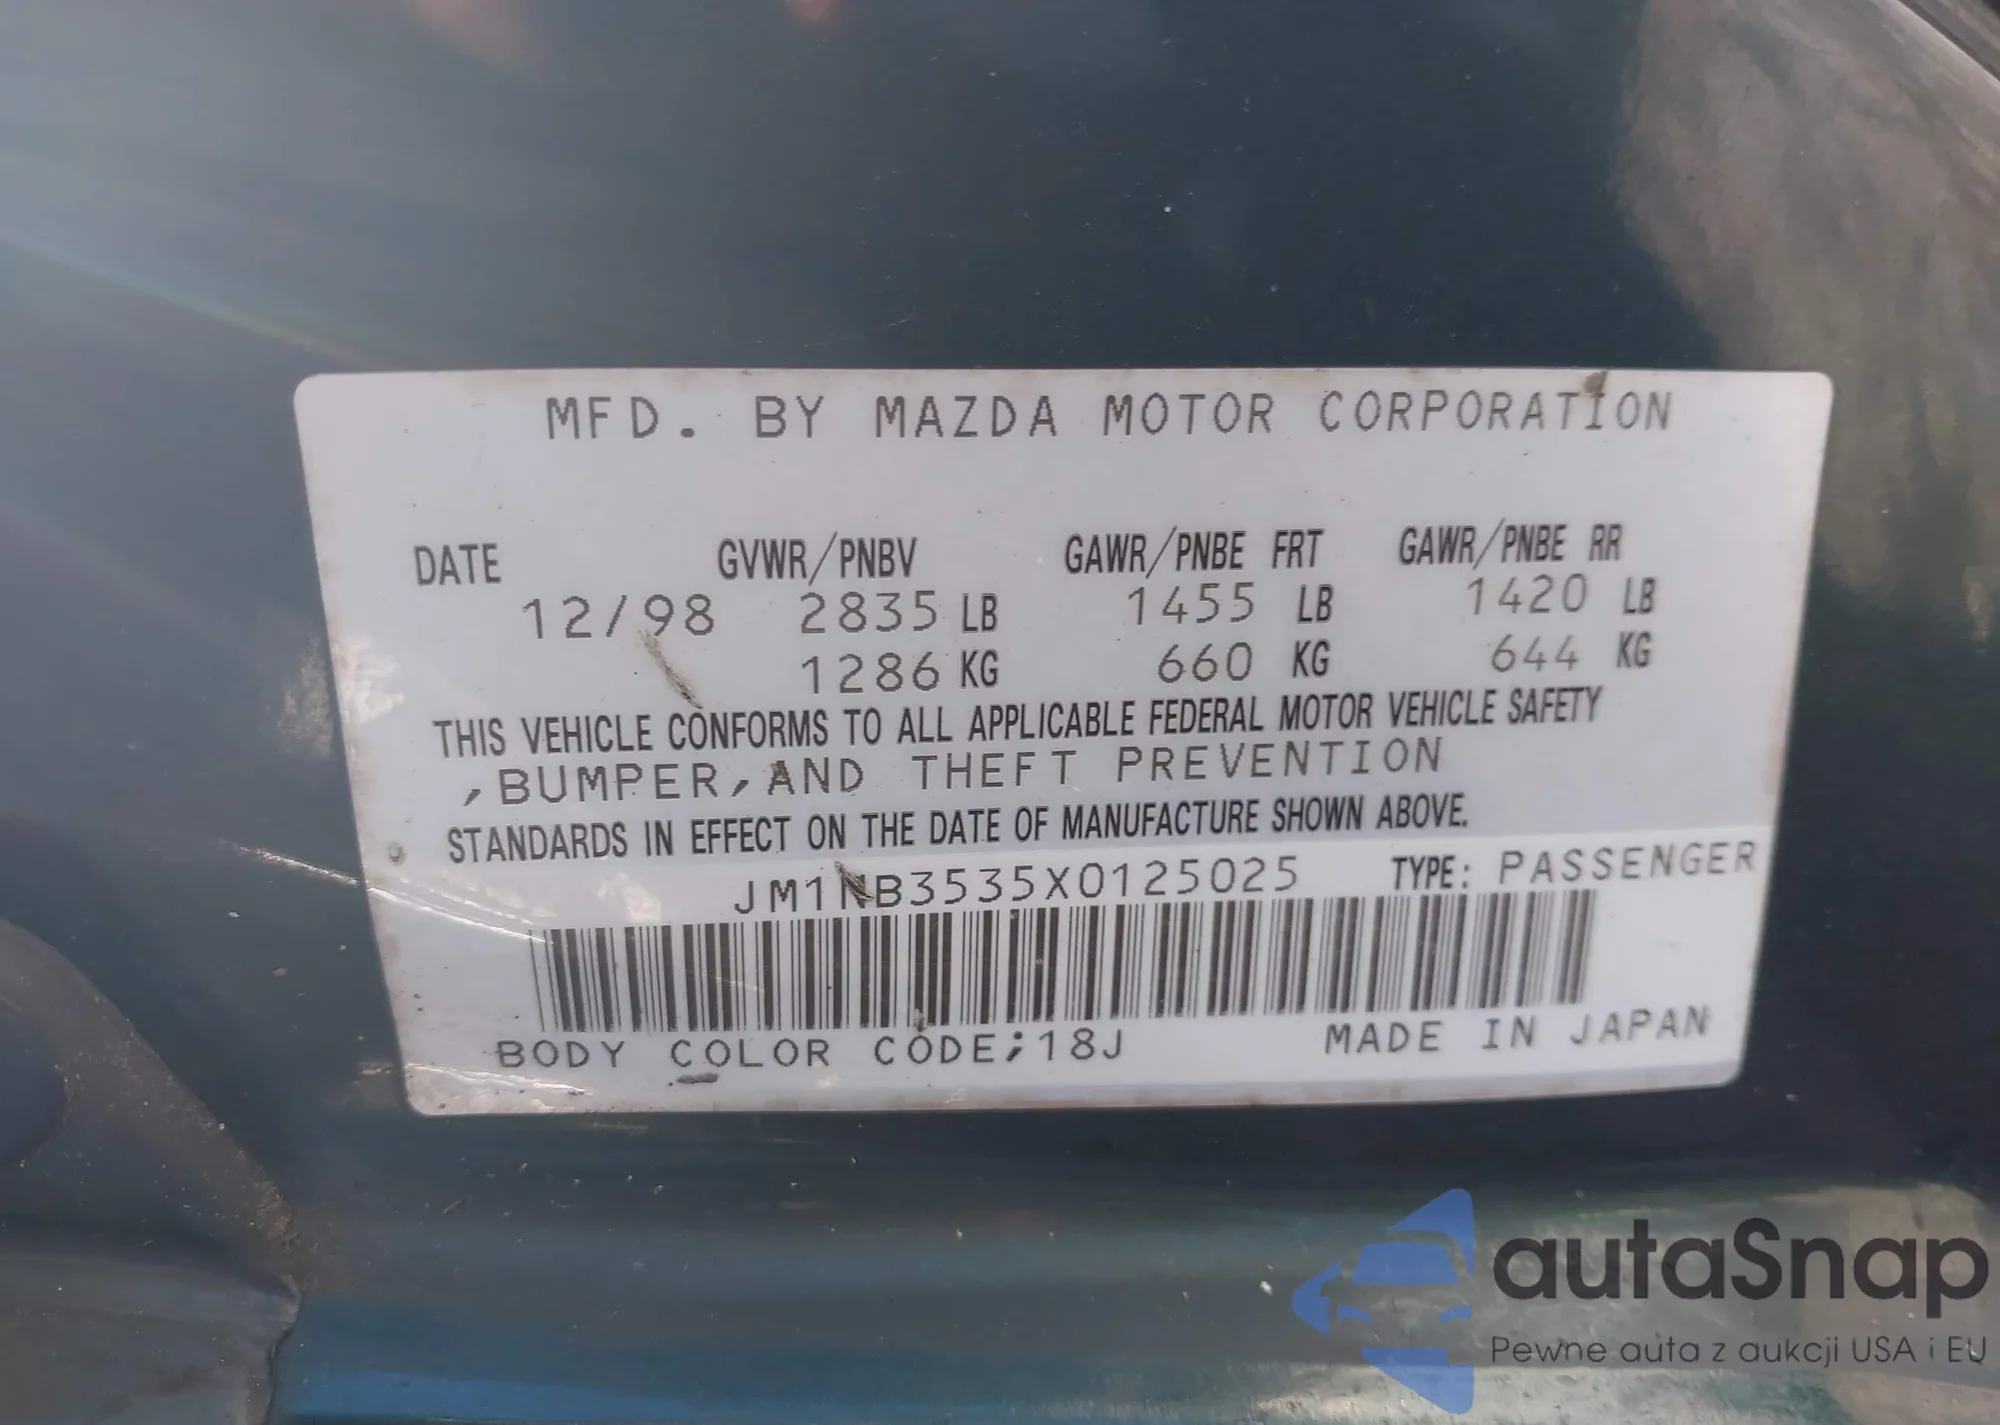 MFD. BY MAZDA MOTOR CORPORATION
DATE GVWR/PNBV GAWR/PNBE FRT GAWR/PNBE RR
12/98 2835 LB 1455 LB 1420 LB
1286 KG 660 KG 644 KG
THIS VEHICLE CONFORMS TO ALL APPLICABLE FEDERAL MOTOR VEHICLE SAFETY
,BUMPER,AND THEFT PREVENTION
STANDARDS IN EFFECT ON THE DATE OF MANUFACTURE SHOWN ABOVE.
JM1NB3535X0125025 TYPE: PASSENGER
BODY COLOR CODE;18J MADE IN JAPAN
autaSnap
Pewne auta z aukcji USA i EU